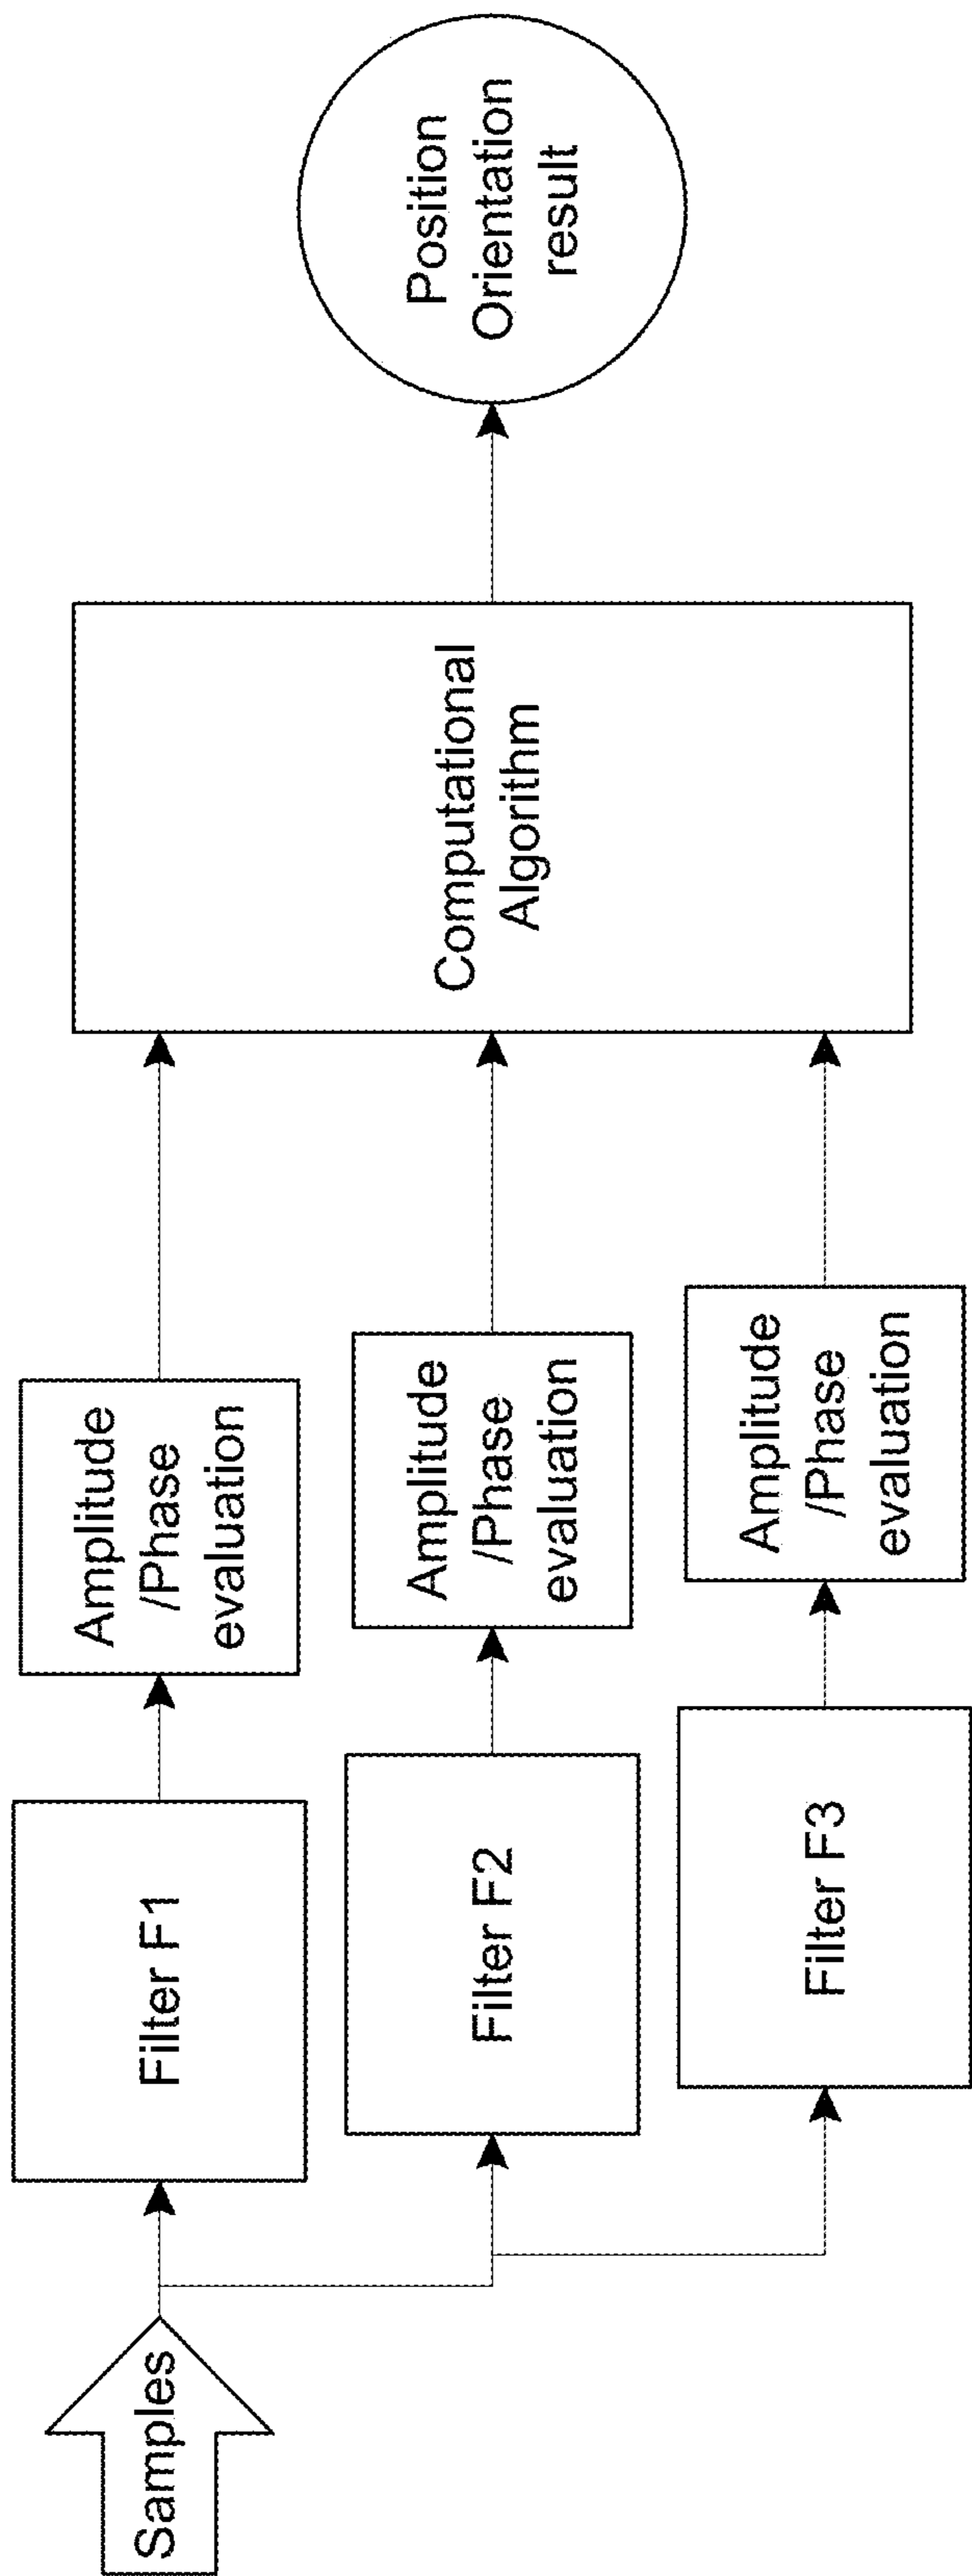 Samples
Filter F1
Amplitude
/Phase
evaluation
Filter F2
Amplitude
/Phase
evaluation
Filter F3
Amplitude
/Phase
evaluation
Computational
Algorithm
Position
Orientation
result